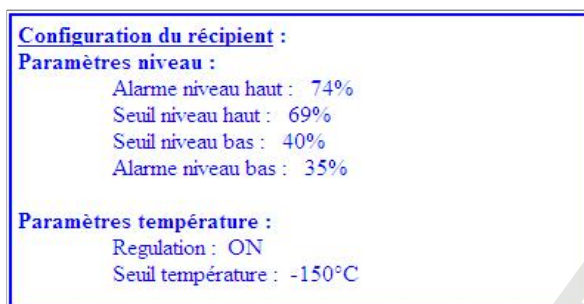 Configuration du récipient :
Paramètres niveau :
Alarme niveau haut : 74%
Seuil niveau haut : 69%
Seuil niveau bas : 40%
Alarme niveau bas : 35%
Paramètres température :
Regulation : ON
Seuil température : -150°C